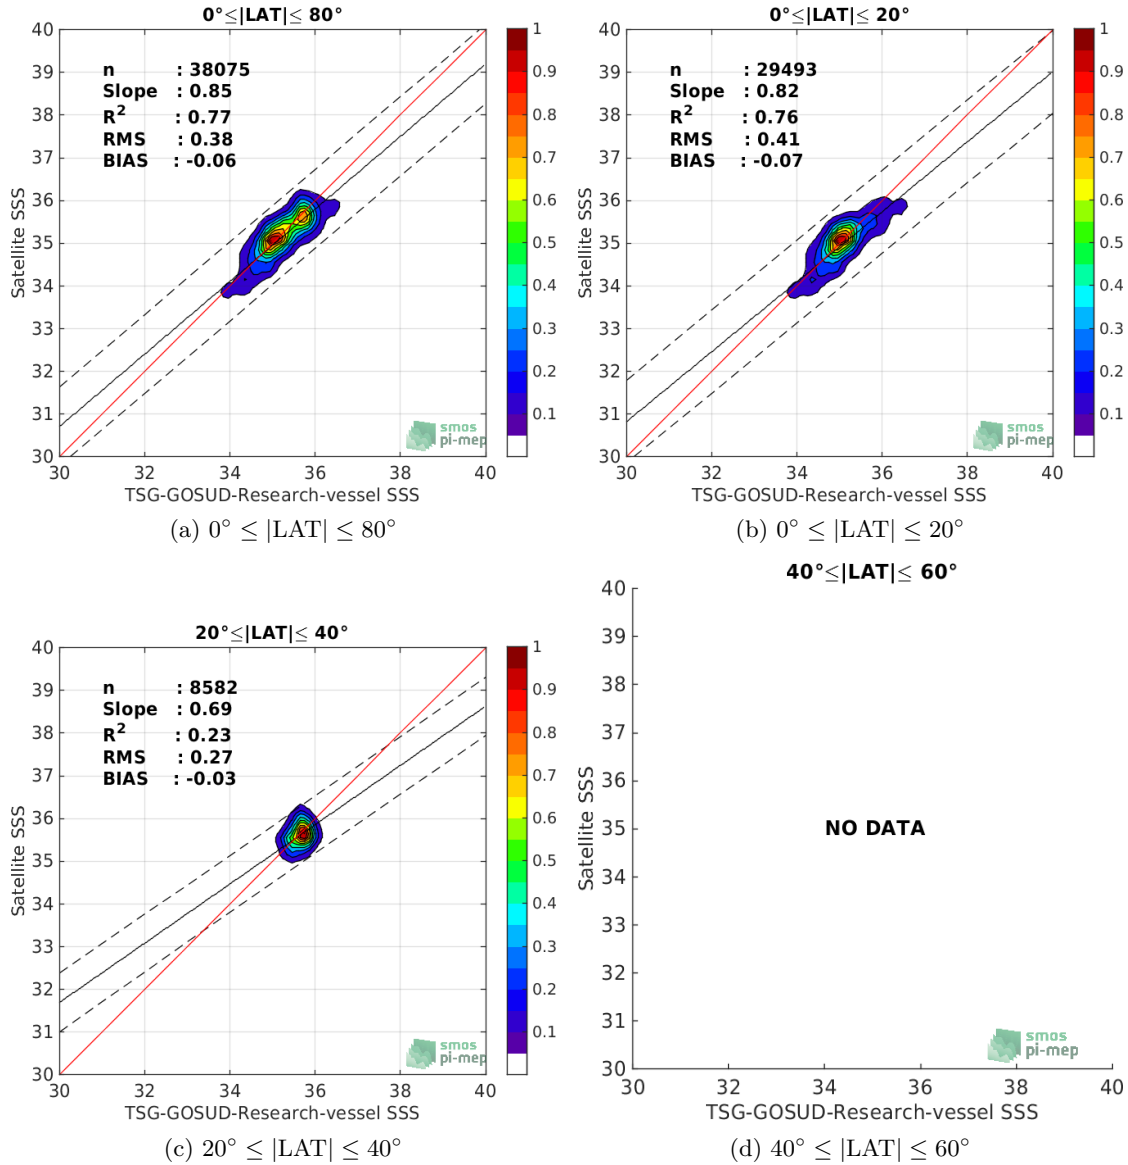 0°≤|LAT|≤ 80°
40
39
38
37
36
35
34
33
32
31
30
n : 38075
Slope : 0.85
R² : 0.77
RMS : 0.38
BIAS : -0.06
Satellite SSS
30 32 34 36 38 40
TSG-GOSUD-Research-vessel SSS
1
0.9
0.8
0.7
0.6
0.5
0.4
0.3
0.2
0.1
smos
pi-mep
(a) 0° ≤ |LAT| ≤ 80°
0°≤|LAT|≤ 20°
40
39
38
37
36
35
34
33
32
31
30
n : 29493
Slope : 0.82
R² : 0.76
RMS : 0.41
BIAS : -0.07
Satellite SSS
30 32 34 36 38 40
TSG-GOSUD-Research-vessel SSS
1
0.9
0.8
0.7
0.6
0.5
0.4
0.3
0.2
0.1
smos
pi-mep
(b) 0° ≤ |LAT| ≤ 20°
20°≤|LAT|≤ 40°
40
39
38
37
36
35
34
33
32
31
30
n : 8582
Slope : 0.69
R² : 0.23
RMS : 0.27
BIAS : -0.03
Satellite SSS
30 32 34 36 38 40
TSG-GOSUD-Research-vessel SSS
1
0.9
0.8
0.7
0.6
0.5
0.4
0.3
0.2
0.1
smos
pi-mep
(c) 20° ≤ |LAT| ≤ 40°
40°≤|LAT|≤ 60°
40
39
38
37
36
35
34
33
32
31
30
NO DATA
Satellite SSS
30 32 34 36 38 40
TSG-GOSUD-Research-vessel SSS
smos
pi-mep
(d) 40° ≤ |LAT| ≤ 60°